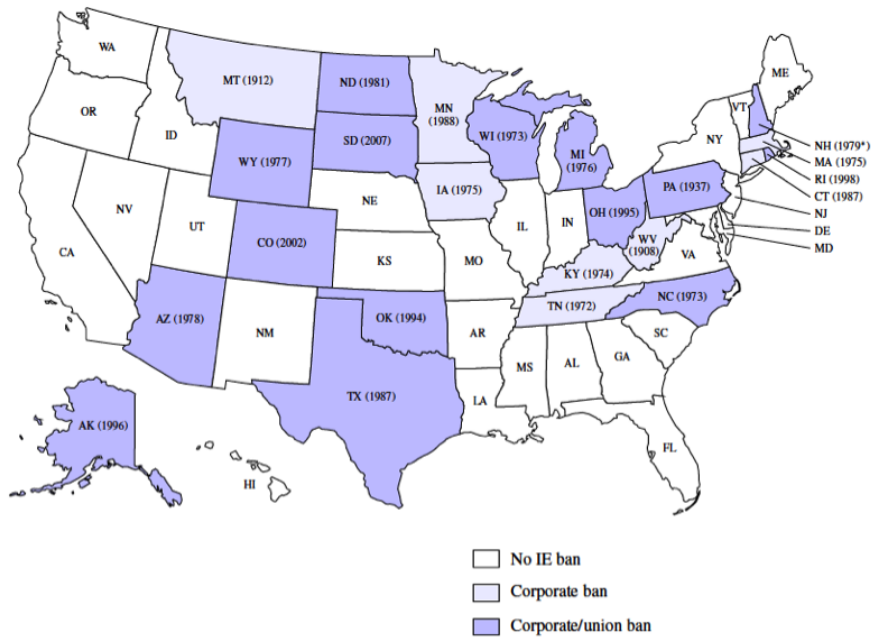 WA
MT (1912)
ND (1981)
MN
(1988)
ME
OR
ID
WY (1977)
SD (2007)
WI (1973)
MI
(1976)
VT
NY
NH (1979*)
MA (1975)
RI (1998)
CT (1987)
NJ
DE
MD
NV
UT
CA
CO (2002)
NE
KS
IA (1975)
MO
IL
IN
OH (1995)
PA (1937)
WV
(1908)
VA
KY (1974)
TN (1972)
NC (1973)
SC
AZ (1978)
NM
OK (1994)
TX (1987)
AR
LA
MS
AL
GA
FL
AK (1996)
HI
No IE ban
Corporate ban
Corporate/union ban